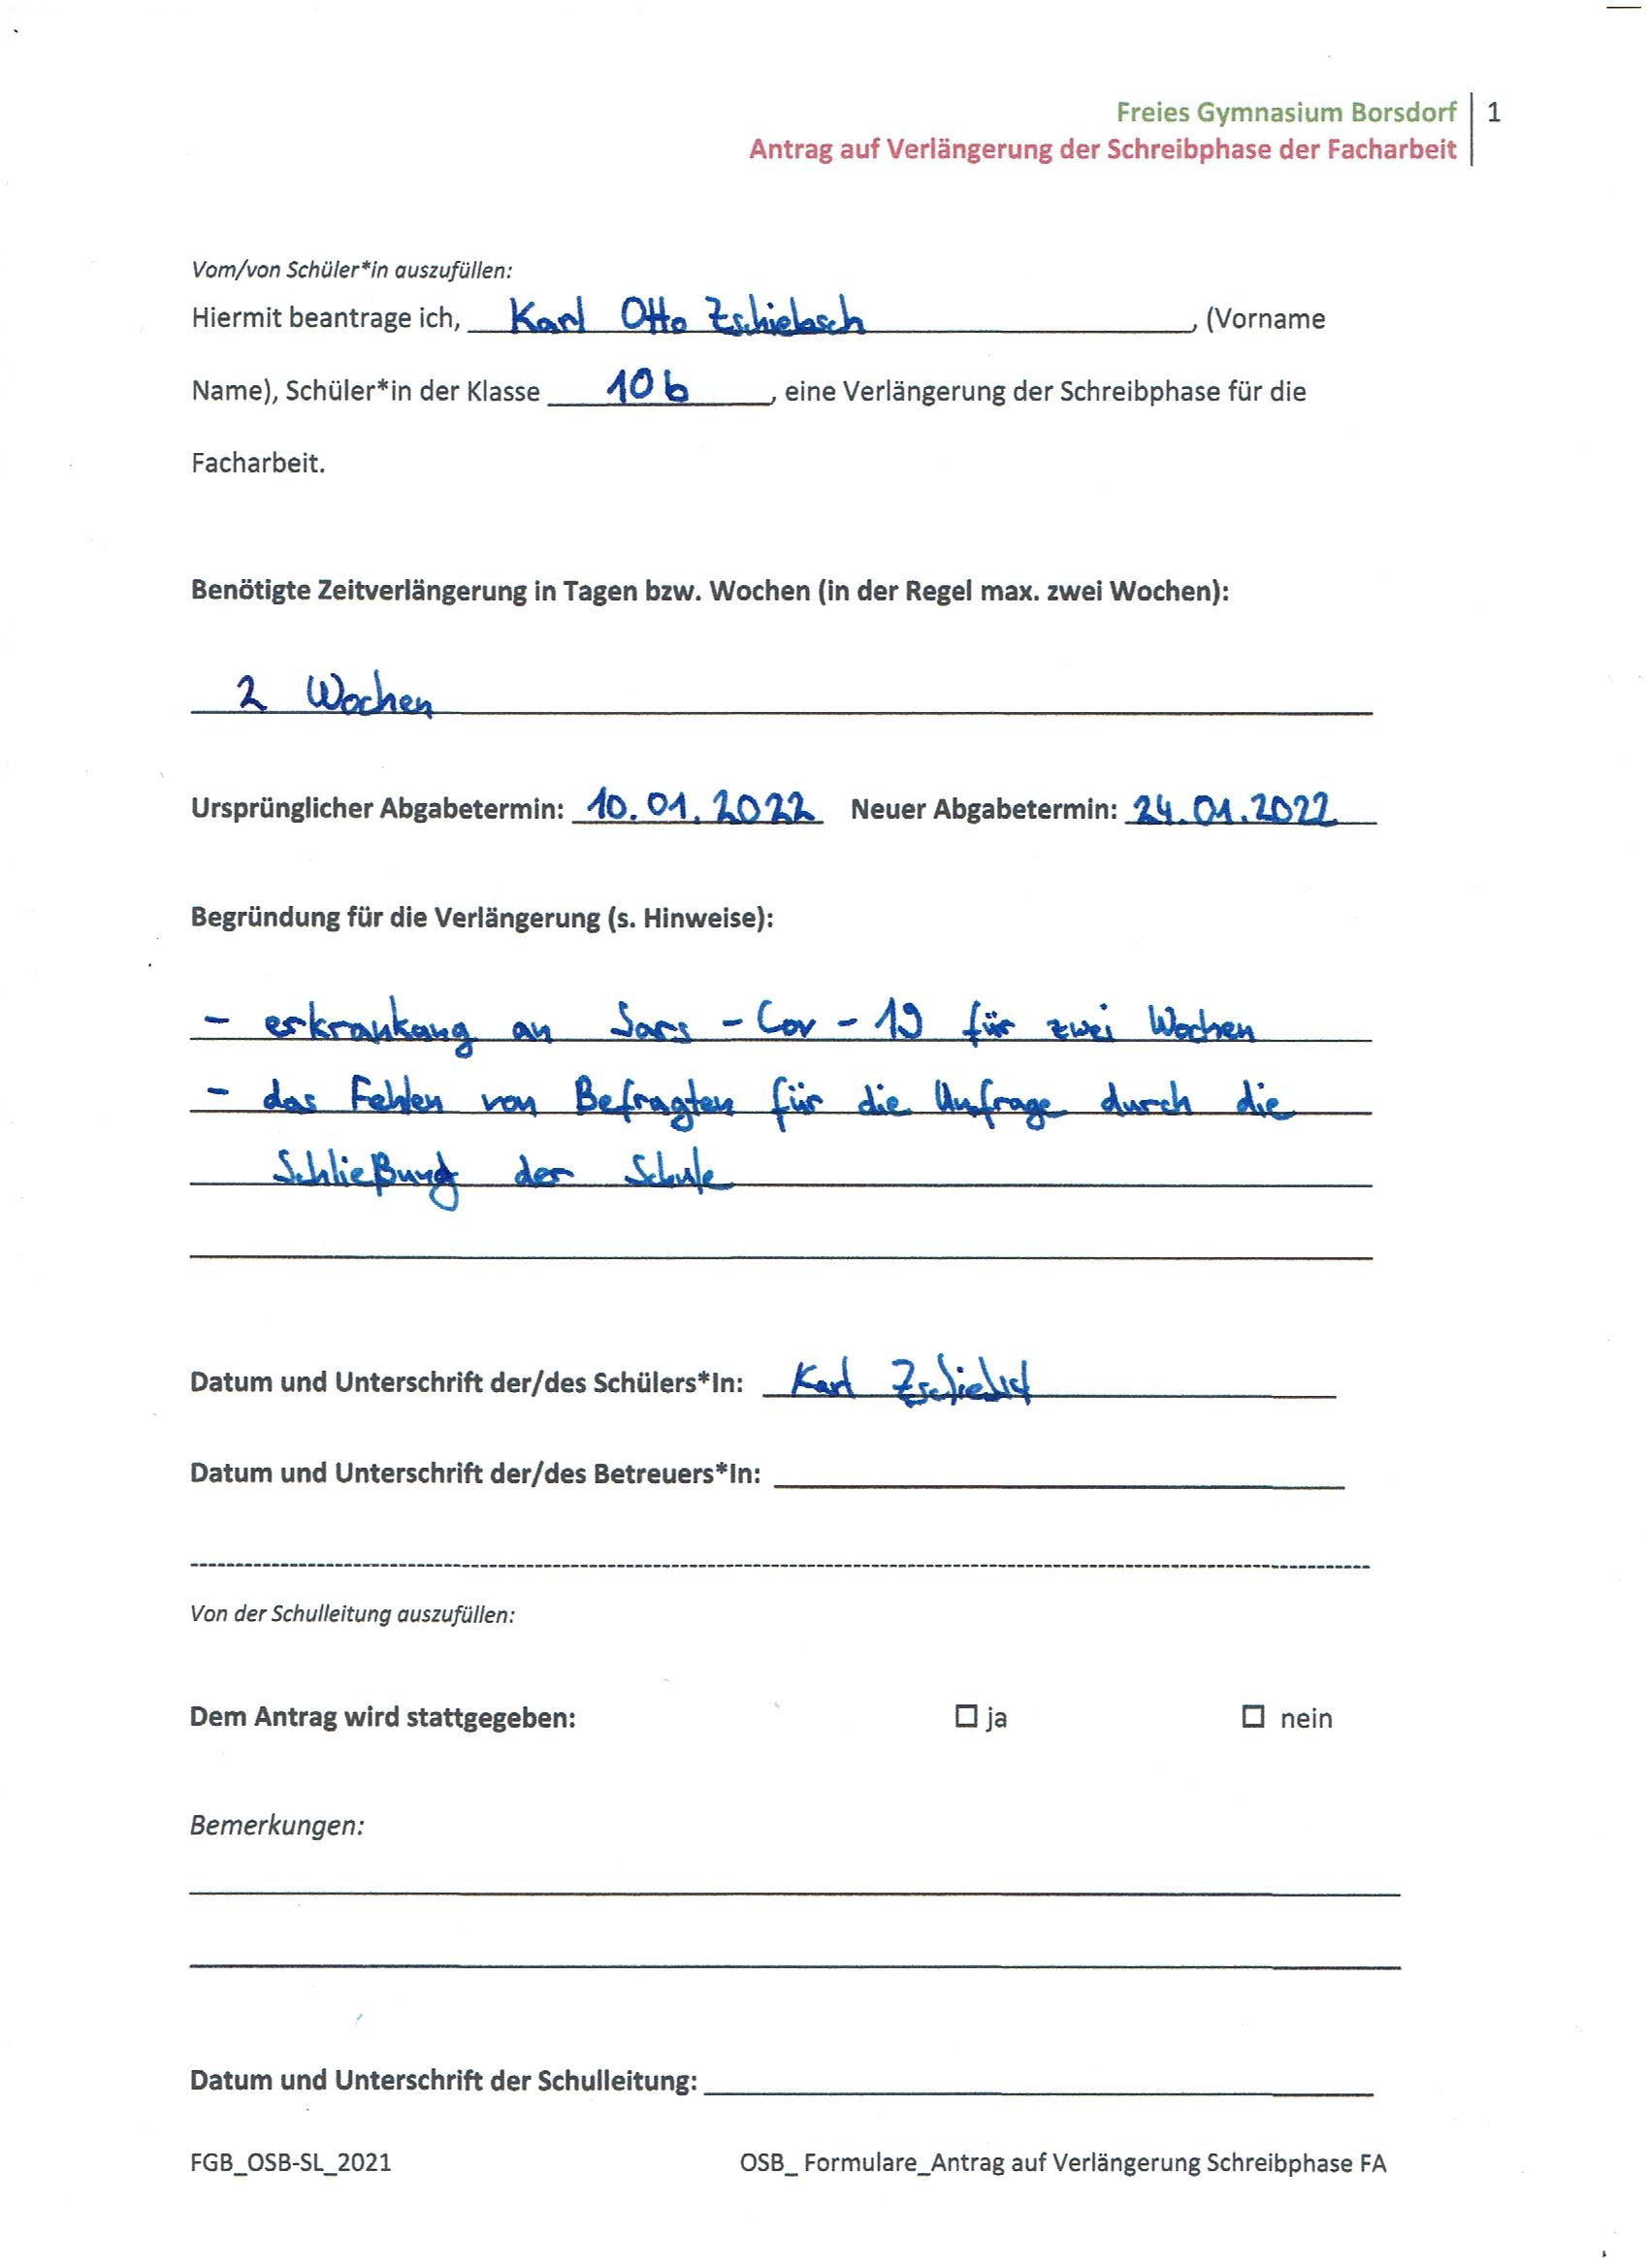 Freies Gymnasium Borsdorf 1
Antrag auf Verlängerung der Schreibphase der Facharbeit
Vom/von Schüler*in auszufüllen:
Hiermit beantrage ich, Karl Otto Zschiebsch, (Vorname
Name), Schüler*in der Klasse 10b, eine Verlängerung der Schreibphase für die
Facharbeit.
Benötigte Zeitverlängerung in Tagen bzw. Wochen (in der Regel max. zwei Wochen):
2 Wochen
Ursprünglicher Abgabetermin: 10.01.2022 Neuer Abgabetermin: 24.01.2022
Begründung für die Verlängerung (s. Hinweise):
- erkrankung an Sars - Cov - 19 für zwei Wochen
- das Fehlen von Befragten für die Umfrage durch die
Schließung der Schule
Datum und Unterschrift der/des Schülers*In: Karl
Datum und Unterschrift der/des Betreuers*In:
Von der Schulleitung auszufüllen:
Dem Antrag wird stattgegeben: ☐ ja ☐ nein
Bemerkungen:
Datum und Unterschrift der Schulleitung:
FGB_OSB-SL_2021 OSB_ Formulare_Antrag auf Verlängerung Schreibphase FA